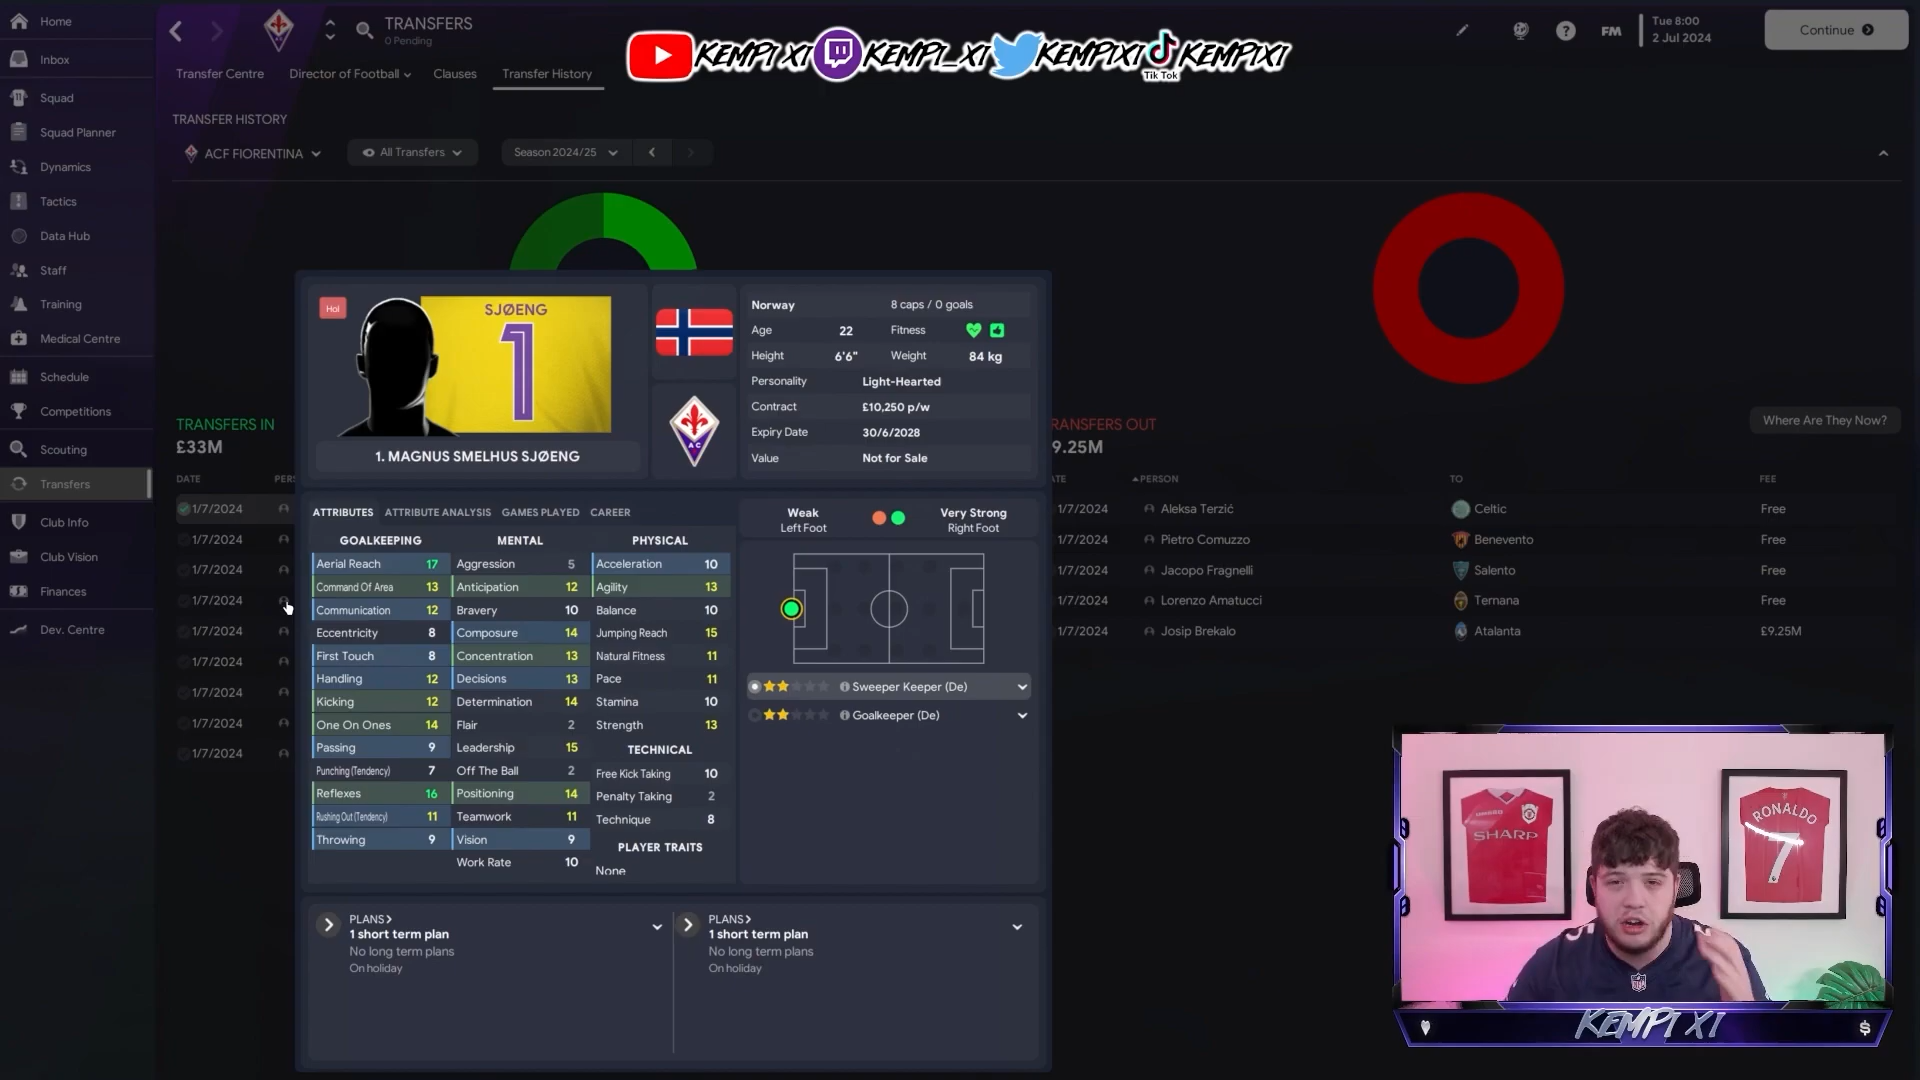 Home
Inbox
Squad
Squad Planner
Dynamics
Tactics
Data Hub
Staff
Training
Medical Centre
Schedule
Competitions
Scouting
Transfers
Club Info
Club Vision
Finances
Dev. Centre
TRANSFERS
0 Pending
KEMPI XI KEMPI_XI KEMPIXI KEMPIXI
Tik Tok
FM
Tue 8:00
2 Jul 2024
Continue
Transfer Centre Director of Football Clauses Transfer History
TRANSFER HISTORY
ACF FIORENTINA All Transfers Season 2024/25
TRANSFERS IN
£33M
DATE PERS
1/7/2024
1/7/2024
1/7/2024
1/7/2024
1/7/2024
1/7/2024
1/7/2024
1/7/2024
1/7/2024
Hol
SJØENG
1
1. MAGNUS SMELHUS SJØENG
AC
Norway 8 caps / 0 goals
Age 22 Fitness
Height 6'6" Weight 84 kg
Personality Light-Hearted
Contract £10,250 p/w
Expiry Date 30/6/2028
Value Not for Sale
ATTRIBUTES ATTRIBUTE ANALYSIS GAMES PLAYED CAREER
GOALKEEPING
Aerial Reach 17
Command Of Area 13
Communication 12
Eccentricity 8
First Touch 8
Handling 12
Kicking 12
One On Ones 14
Passing 9
Punching (Tendency) 7
Reflexes 16
Rushing Out (Tendency) 11
Throwing 9
MENTAL
Aggression 5
Anticipation 12
Bravery 10
Composure 14
Concentration 13
Decisions 13
Determination 14
Flair 2
Leadership 15
Off The Ball 2
Positioning 14
Teamwork 11
Vision 9
Work Rate 10
PHYSICAL
Acceleration 10
Agility 13
Balance 10
Jumping Reach 15
Natural Fitness 11
Pace 11
Stamina 10
Strength 13
TECHNICAL
Free Kick Taking 10
Penalty Taking 2
Technique 8
PLAYER TRAITS
None
Weak
Left Foot
Very Strong
Right Foot
Sweeper Keeper (De)
Goalkeeper (De)
PLANS>
1 short term plan
No long term plans
On holiday
PLANS>
1 short term plan
No long term plans
On holiday
RANSFERS OUT
9.25M
Where Are They Now?
ATE PERSON TO FEE
1/7/2024 Aleksa Terzić Celtic Free
1/7/2024 Pietro Comuzzo Benevento Free
1/7/2024 Jacopo Fragnelli Salento Free
1/7/2024 Lorenzo Amatucci Ternana Free
1/7/2024 Josip Brekalo Atalanta £9.25M
SHARP
RONALDO
7
NFL
KEMPI XI
$